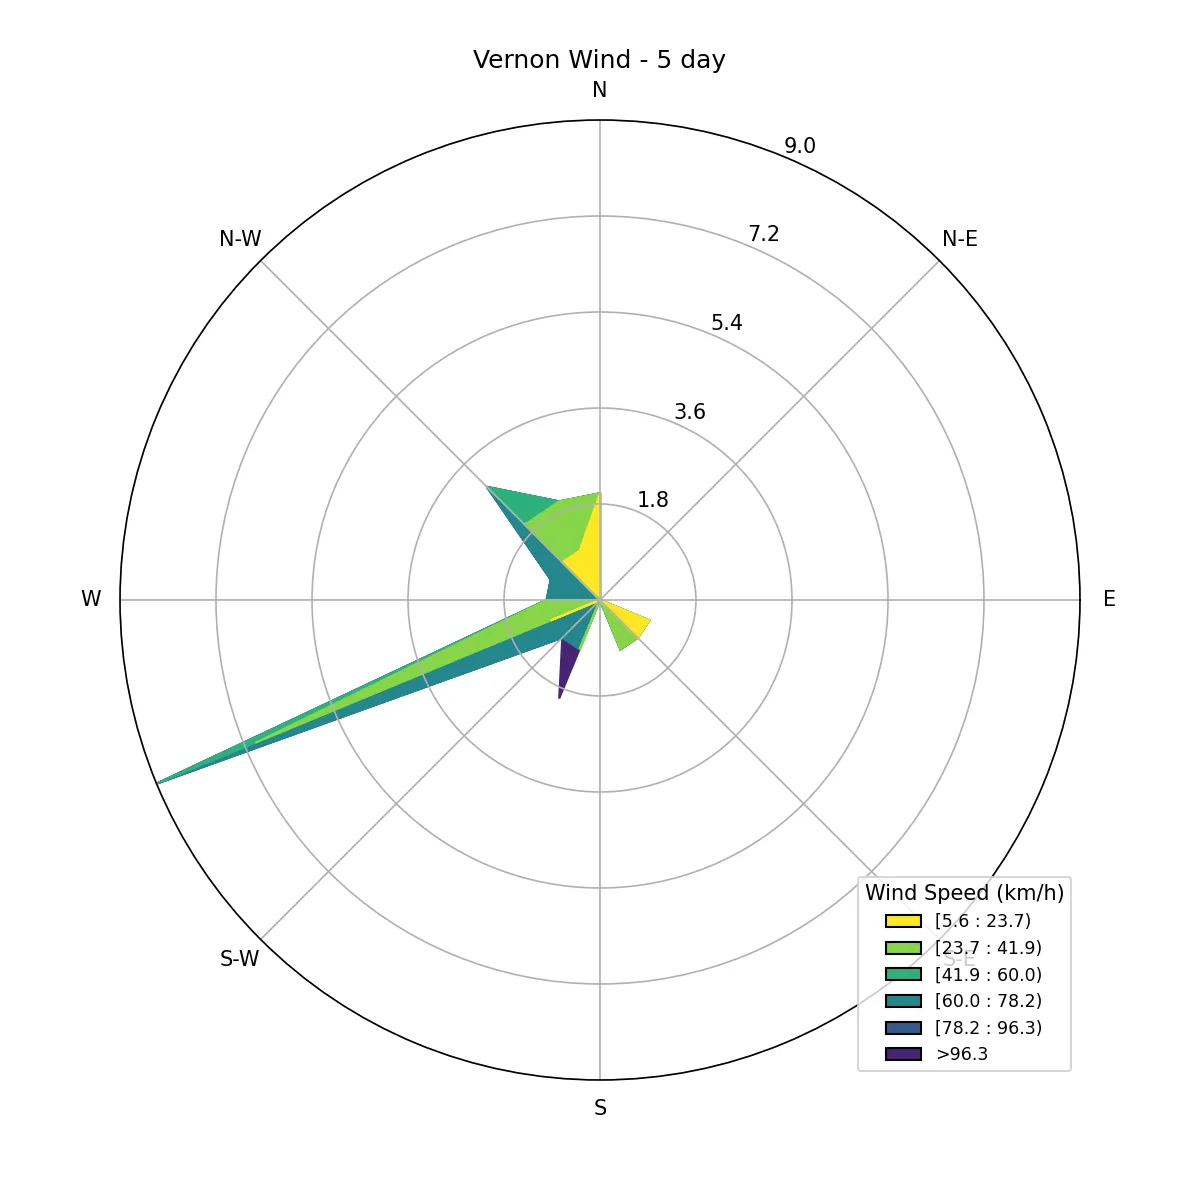 Vernon Wind - 5 day
N
9.0
7.2
N-W
N-E
5.4
3.6
1.8
W
E
Wind Speed (km/h)
[5.6 : 23.7)
[23.7 : 41.9)
S-W
S-E
[41.9 : 60.0)
[60.0 : 78.2)
[78.2 : 96.3)
>96.3
S